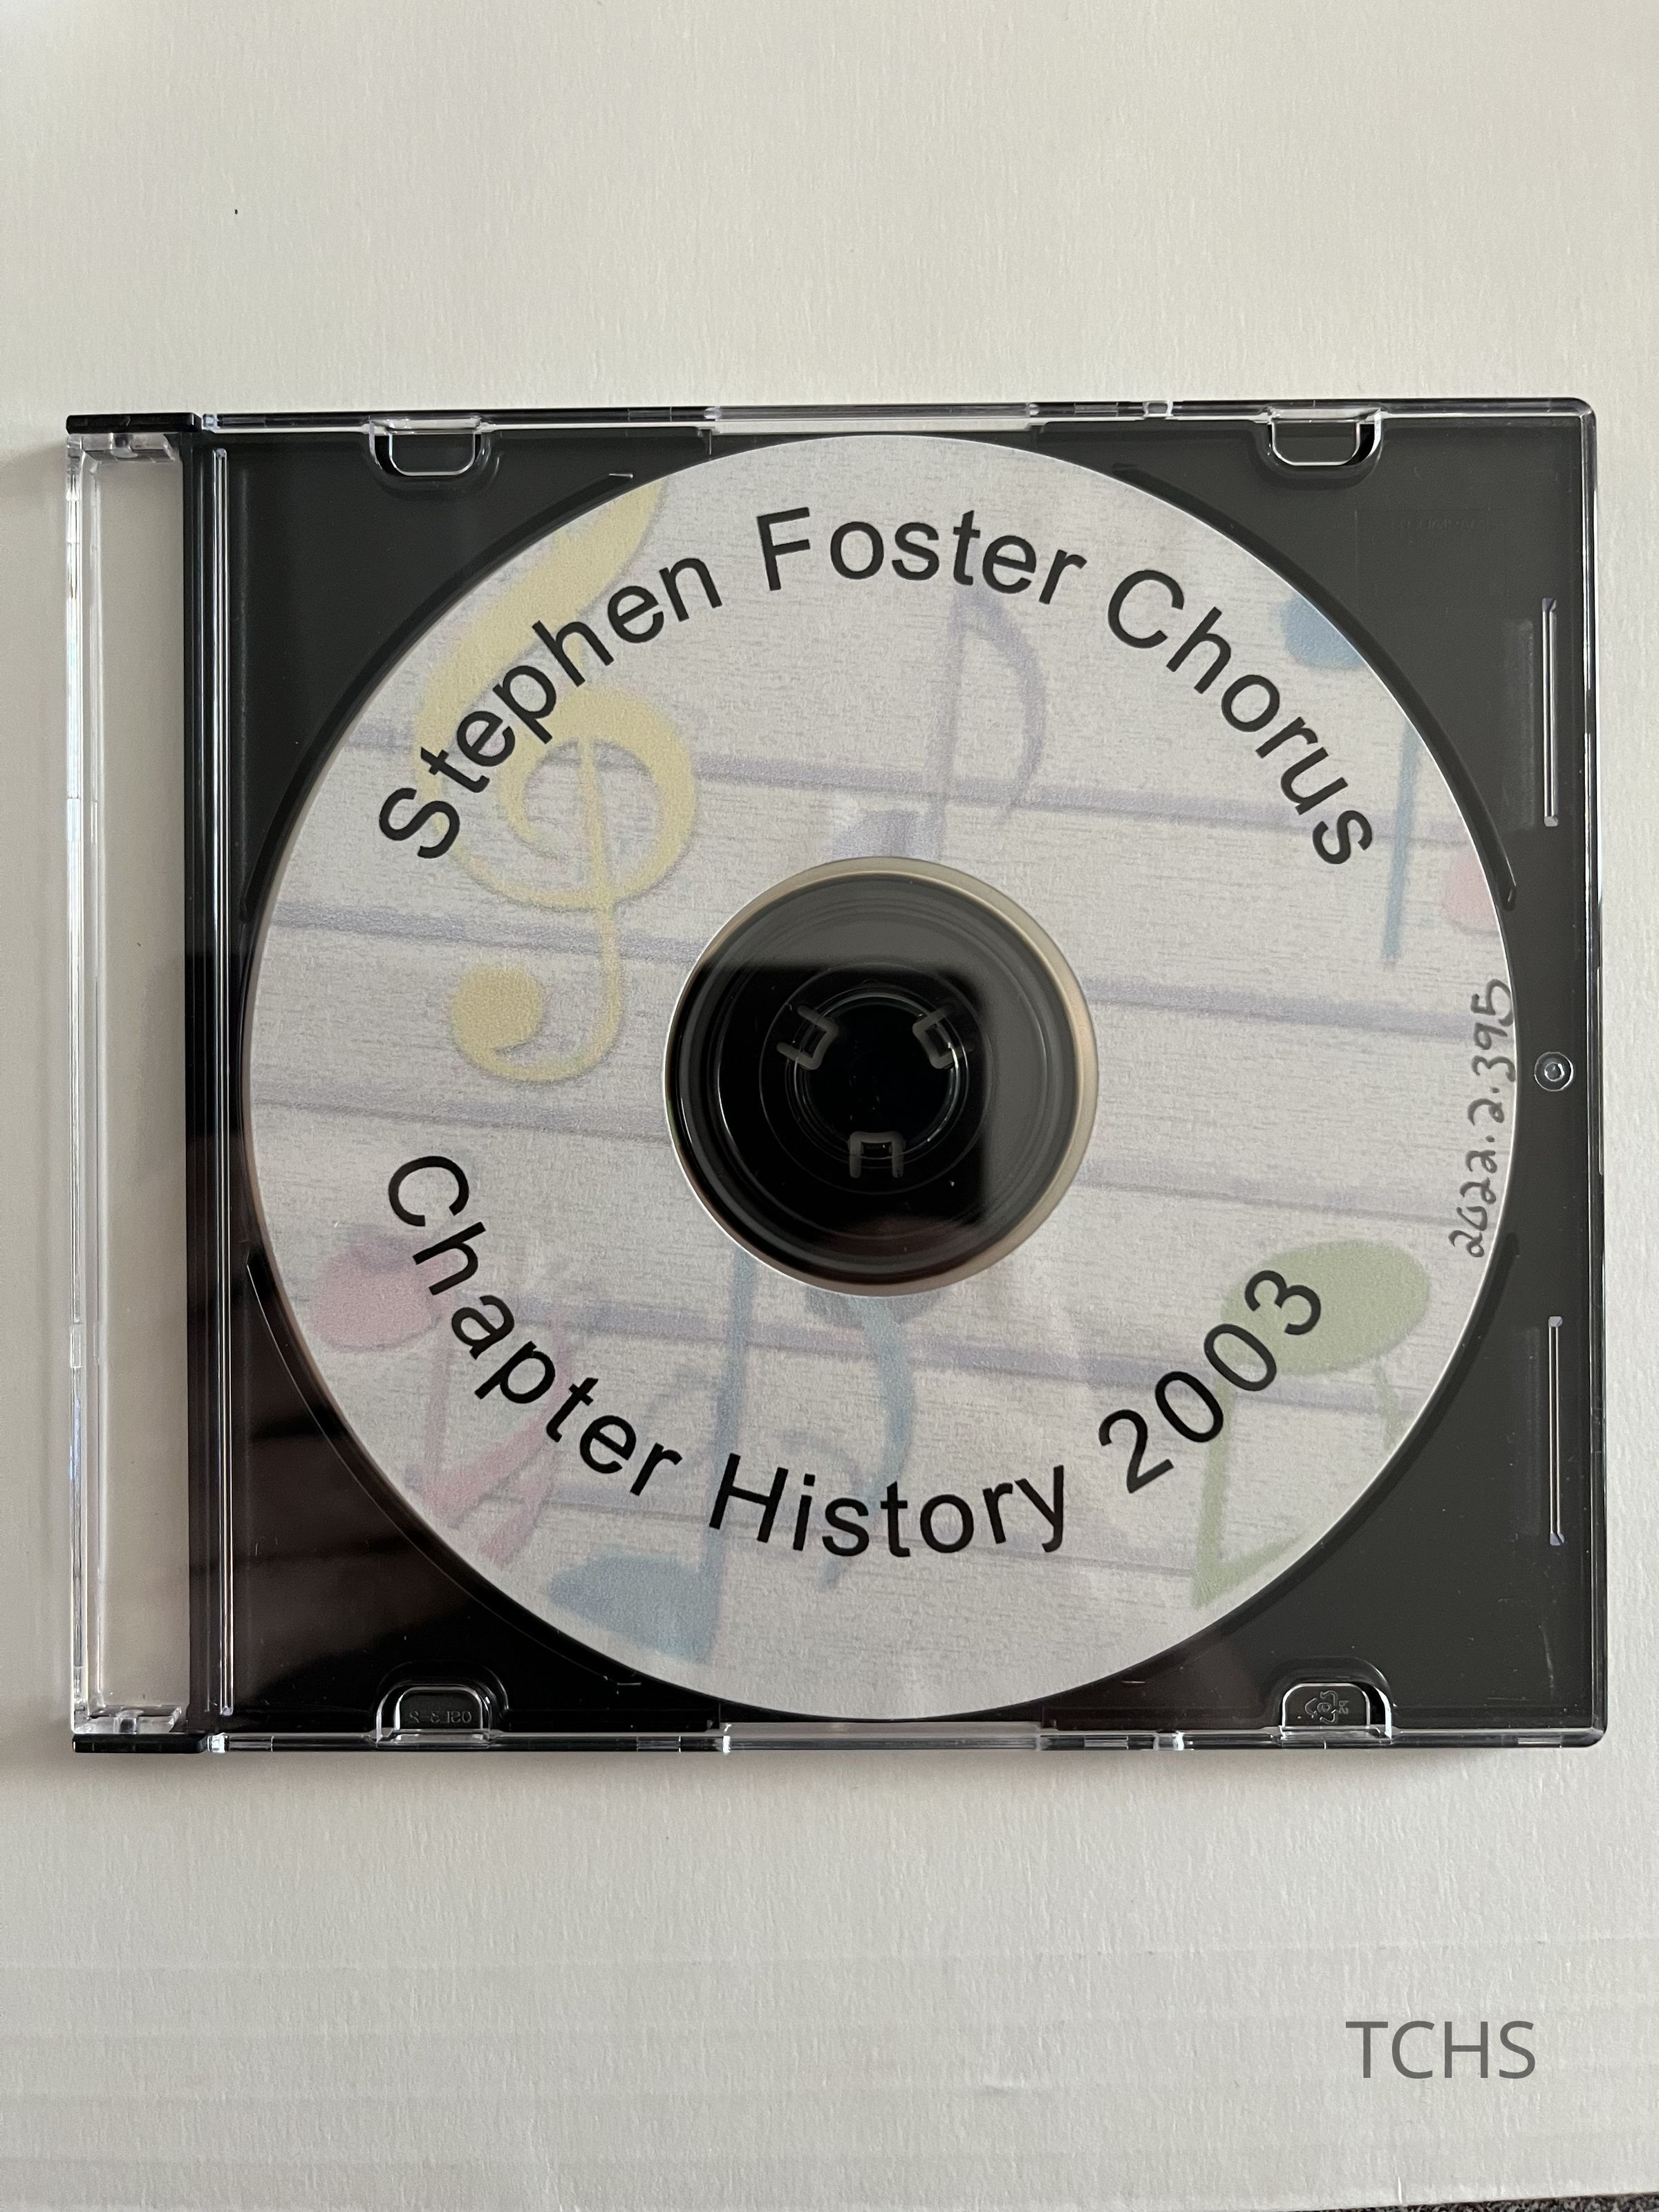 Stephen Foster Chorus
Chapter History 2003
2022.2.395
TCHS